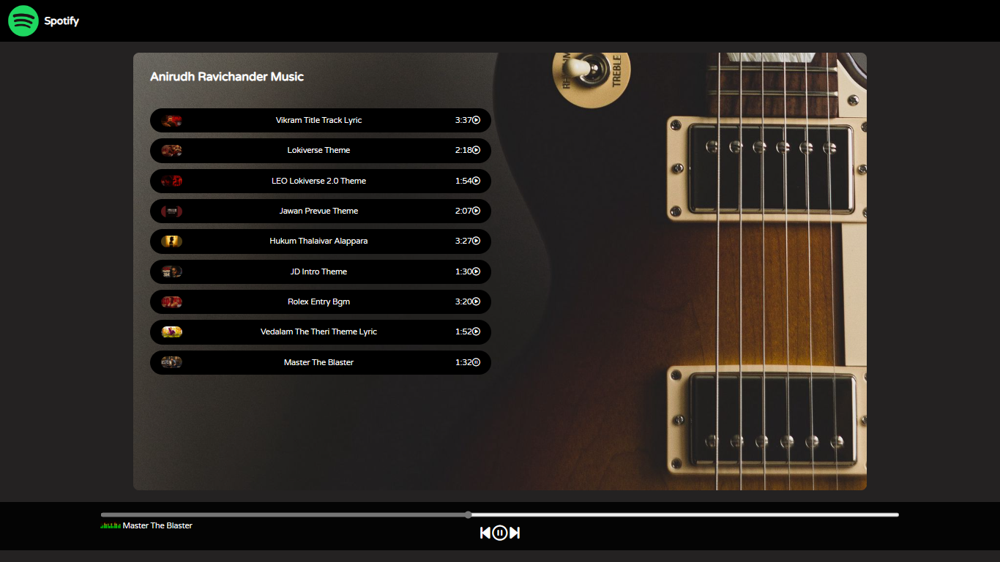 Spotify
Anirudh Ravichander Music
Vikram Title Track Lyric 3:37
Lokiverse Theme 2:18
LEO Lokiverse 2.0 Theme 1:54
Jawan Prevue Theme 2:07
Hukum Thalaivar Alappara 3:27
JD Intro Theme 1:30
Rolex Entry Bgm 3:20
Vedalam The Theri Theme Lyric 1:52
Master The Blaster 1:32
TREBLE
Master The Blaster